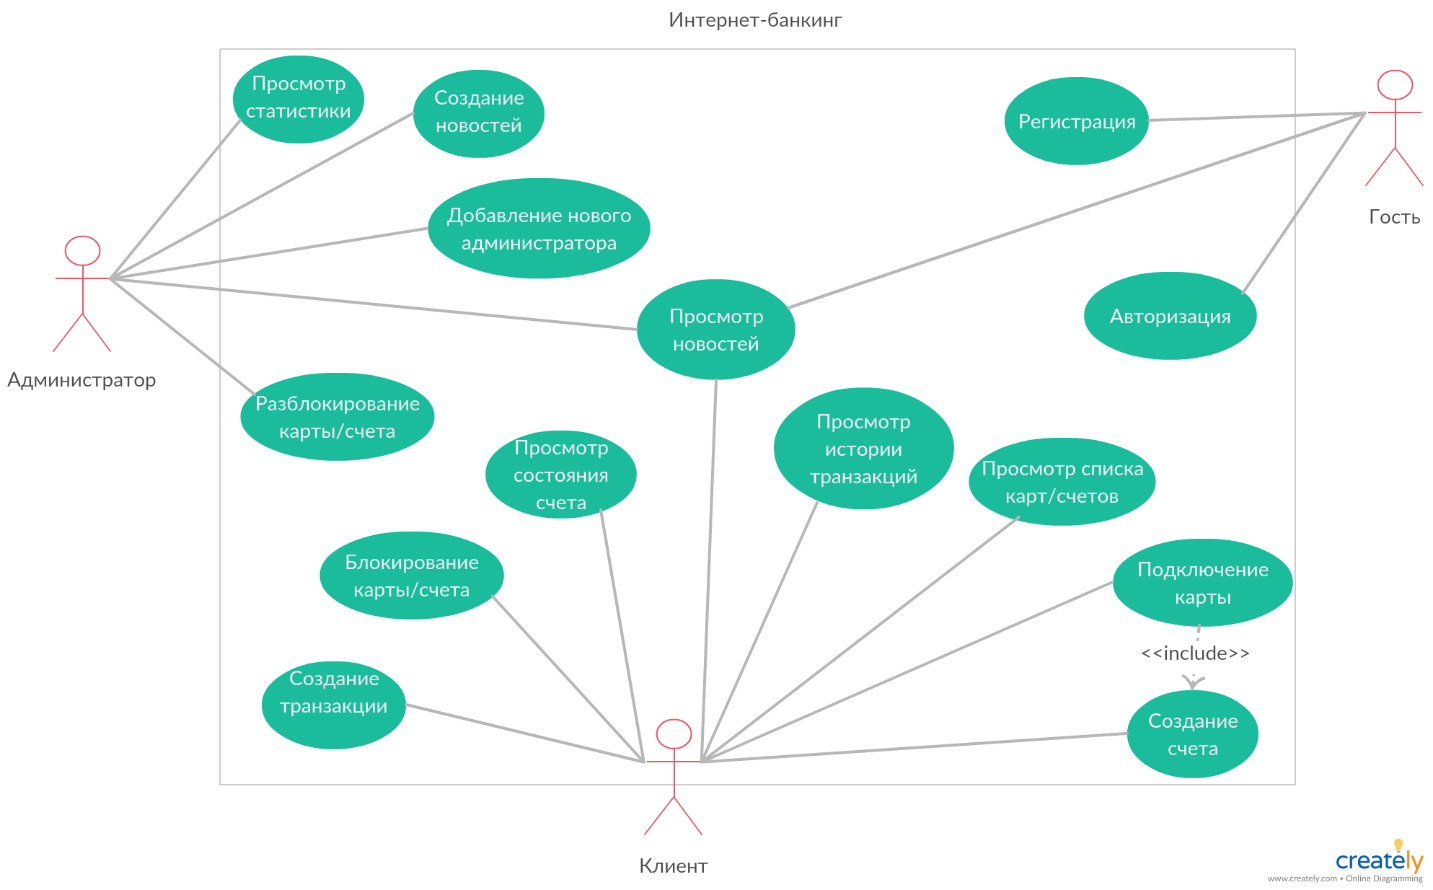 Интернет-банкинг
Просмотр
статистики
Создание
новостей
Регистрация
Гость
Добавление нового
администратора
Просмотр
новостей
Авторизация
Администратор
Разблокирование
карты/счета
Просмотр
состояния
счета
Просмотр
истории
транзакций
Просмотр списка
карт/счетов
Блокирование
карты/счета
Подключение
карты
<<include>>
Создание
транзакции
Создание
счета
Клиент
creately
www.creately.com • Online Diagramming